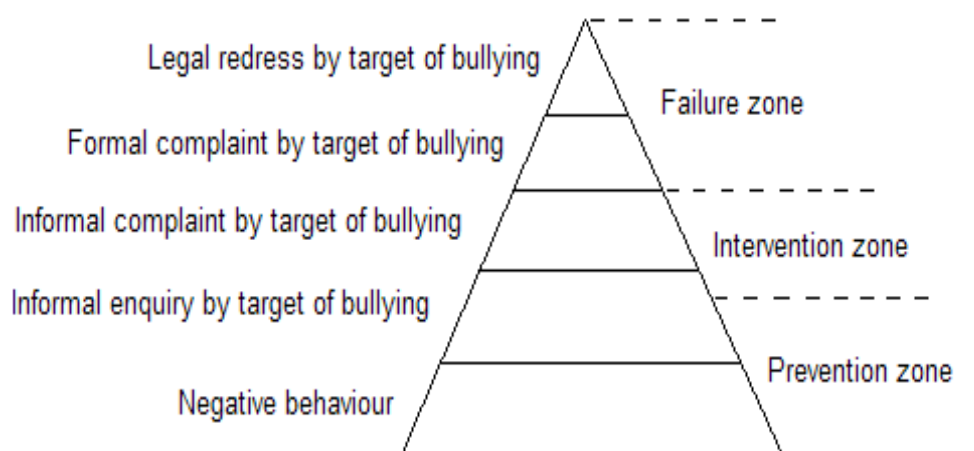 Legal redress by target of bullying
Failure zone
Formal complaint by target of bullying
Informal complaint by target of bullying
Intervention zone
Informal enquiry by target of bullying
Prevention zone
Negative behaviour